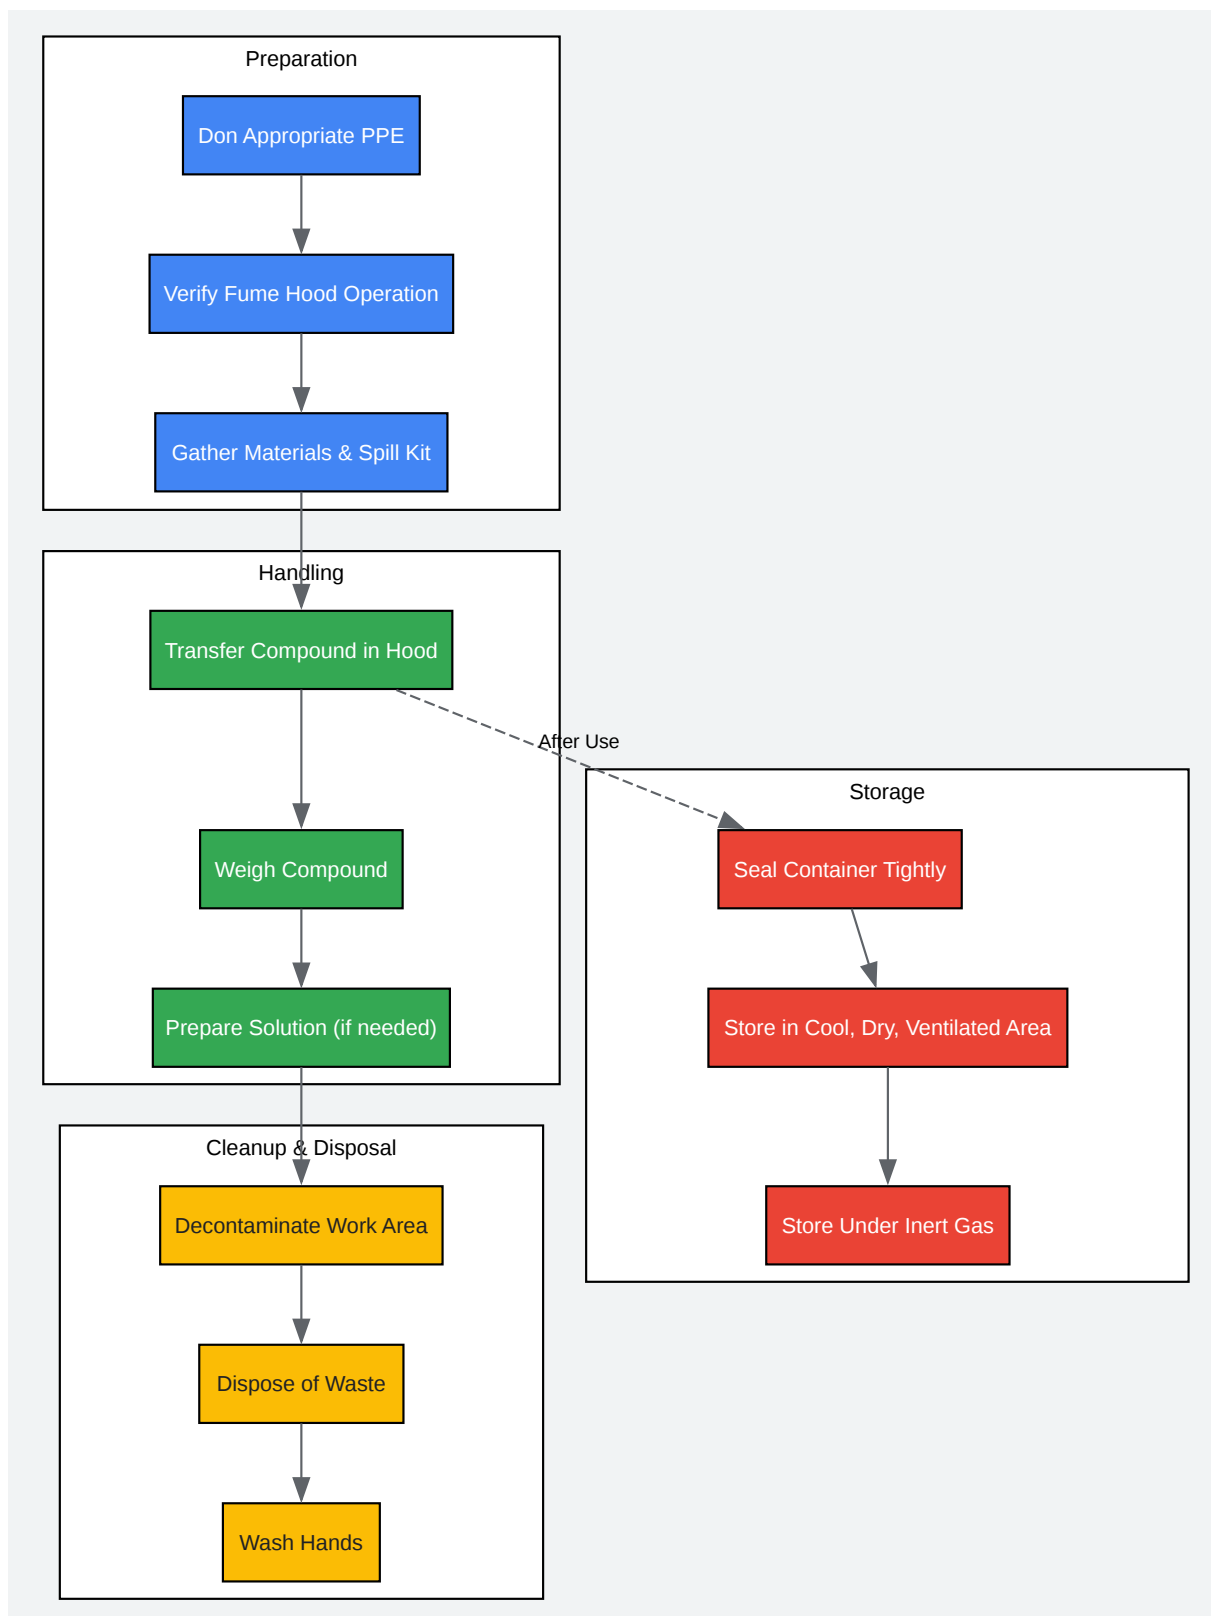 Preparation
Don Appropriate PPE
Verify Fume Hood Operation
Gather Materials & Spill Kit
Handling
Transfer Compound in Hood
After Use
Weigh Compound
Prepare Solution (if needed)
Storage
Seal Container Tightly
Store in Cool, Dry, Ventilated Area
Store Under Inert Gas
Cleanup & Disposal
Decontaminate Work Area
Dispose of Waste
Wash Hands